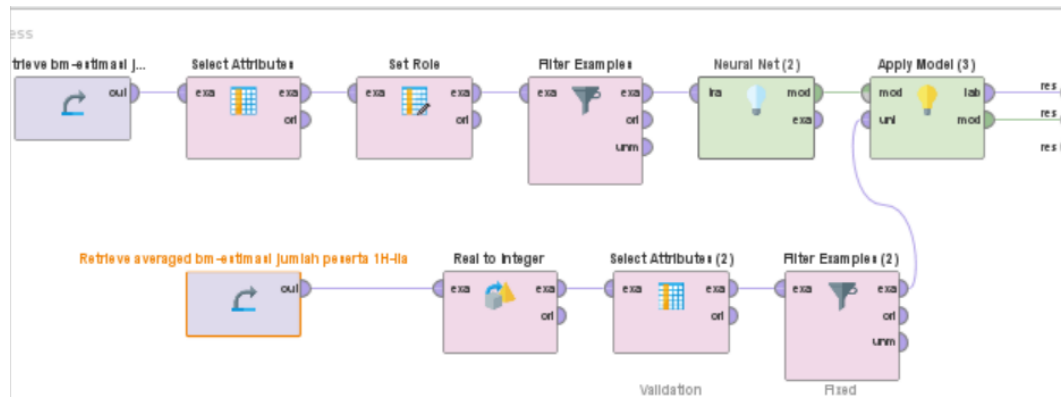 ess
trieve bm-estimasi j...
Select Attributes
Set Role
Filter Examples
Neural Net (2)
Apply Model (3)
out
exa
exa
ori
exa
exa
ori
exa
exa
ori
unm
tra
mod
exa
mod
uni
lab
mod
res
res
res
Retrieve averaged bm-estimasi jumlah peserta 1H-lla
Real to Integer
Select Attributes (2)
Filter Examples (2)
out
exa
exa
ori
exa
exa
ori
exa
exa
ori
unm
Validation
Fixed